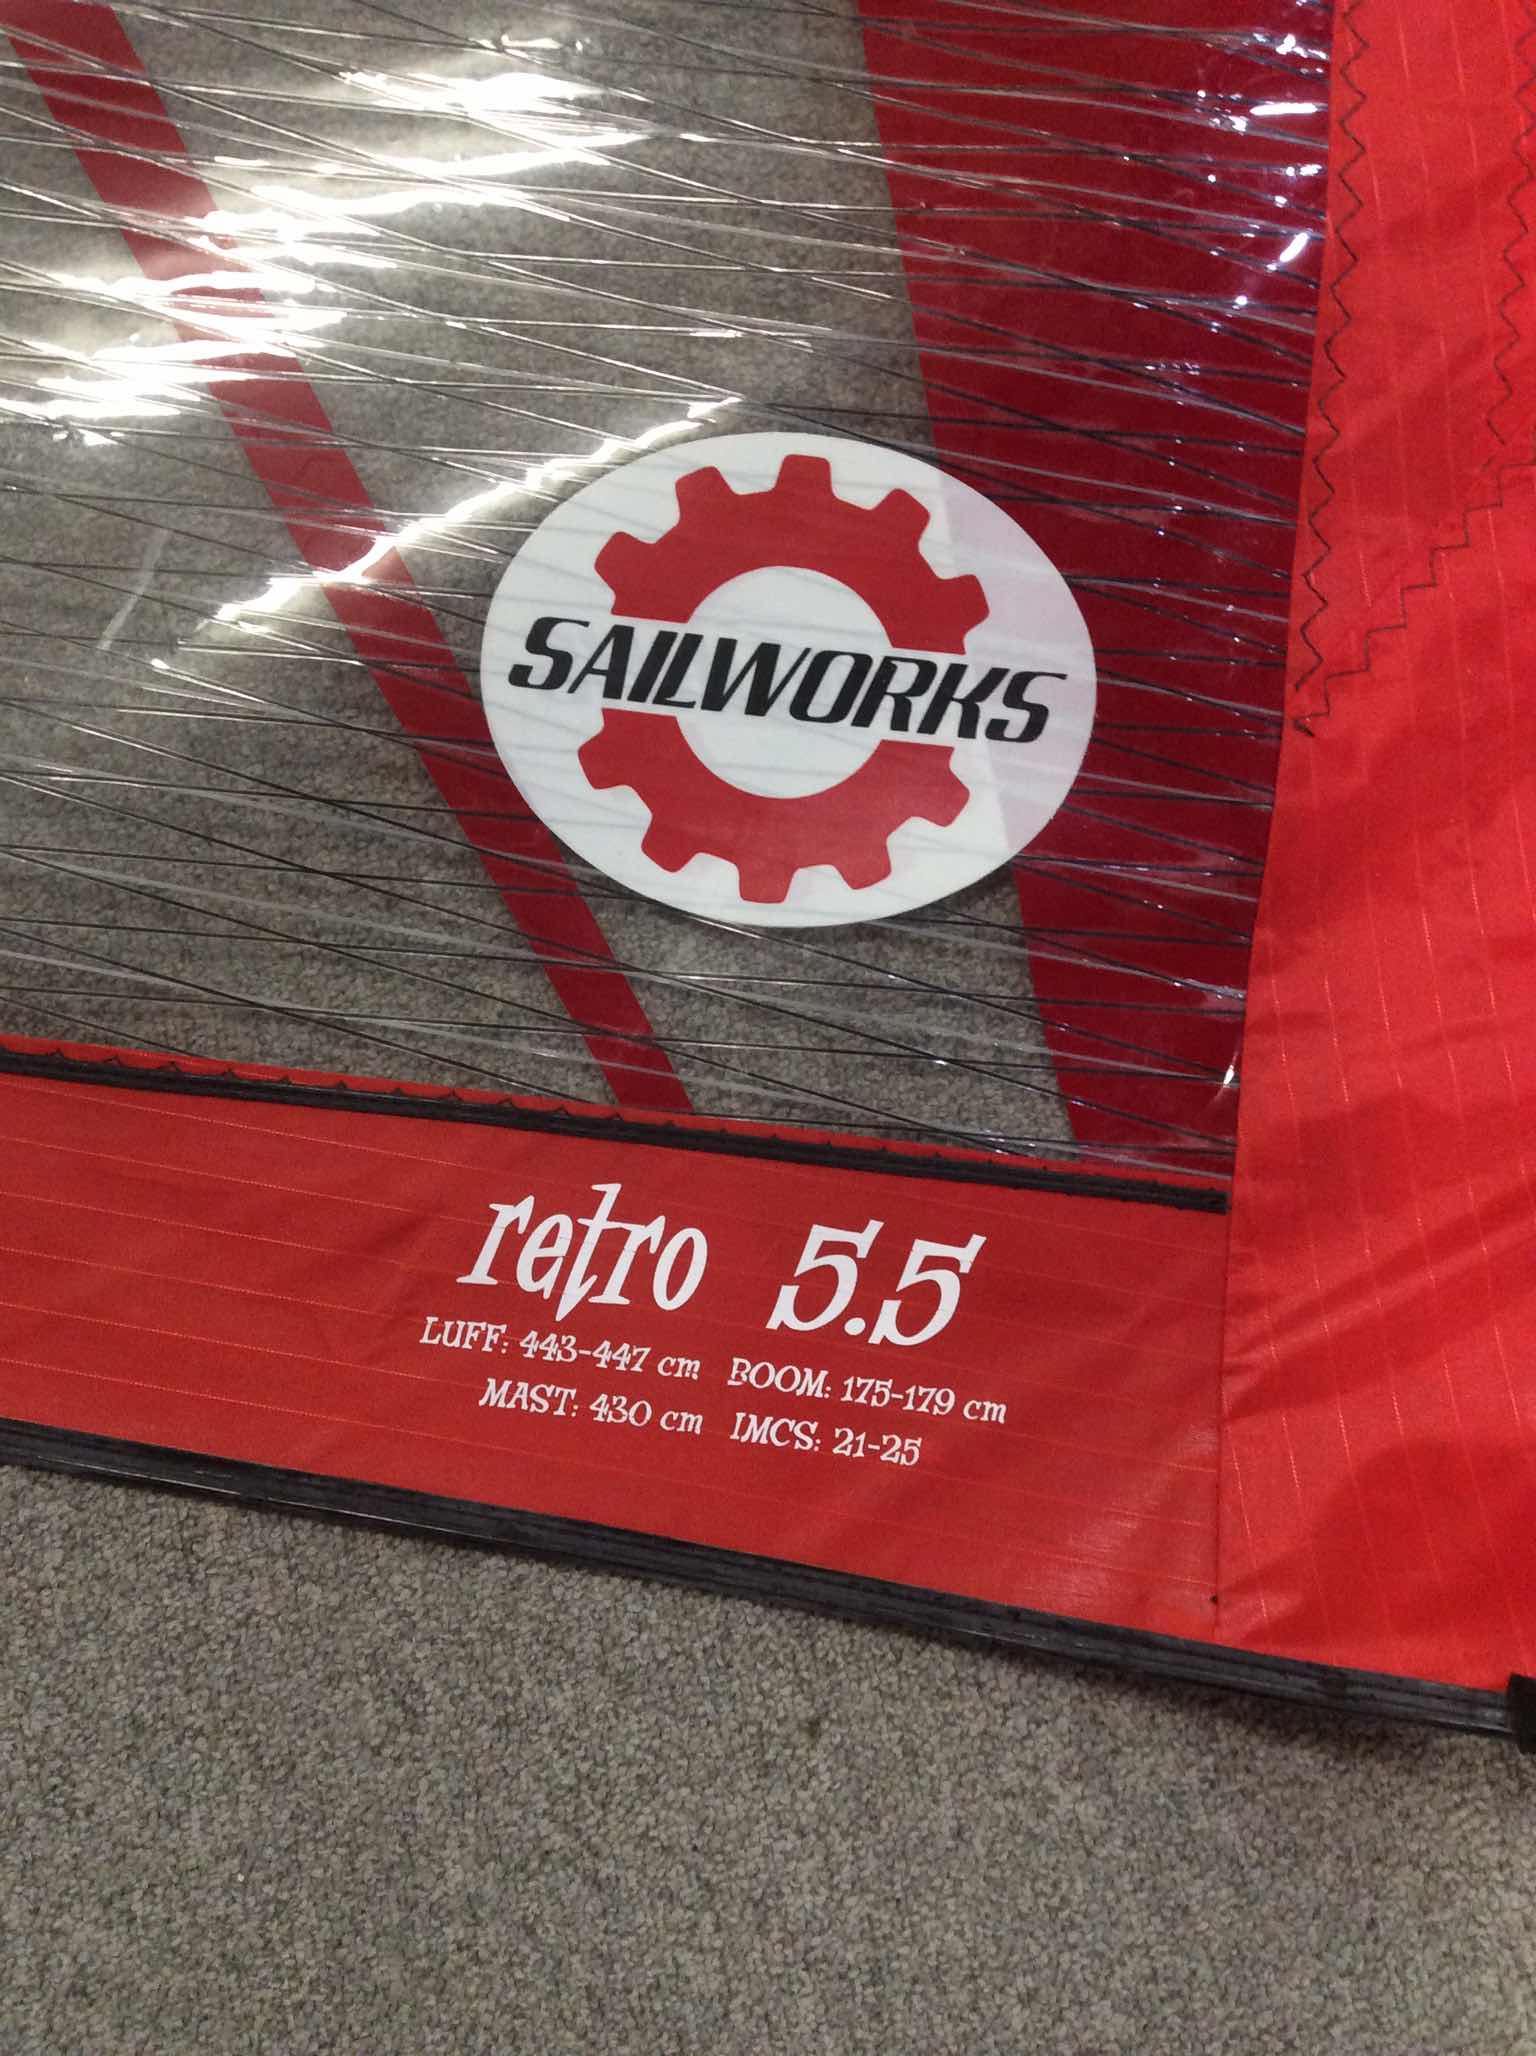 SAILWORKS
retro 5.5
LUFF: 443-447 cm BOOM: 175-179 cm
MAST: 430 cm IMCS: 21-25